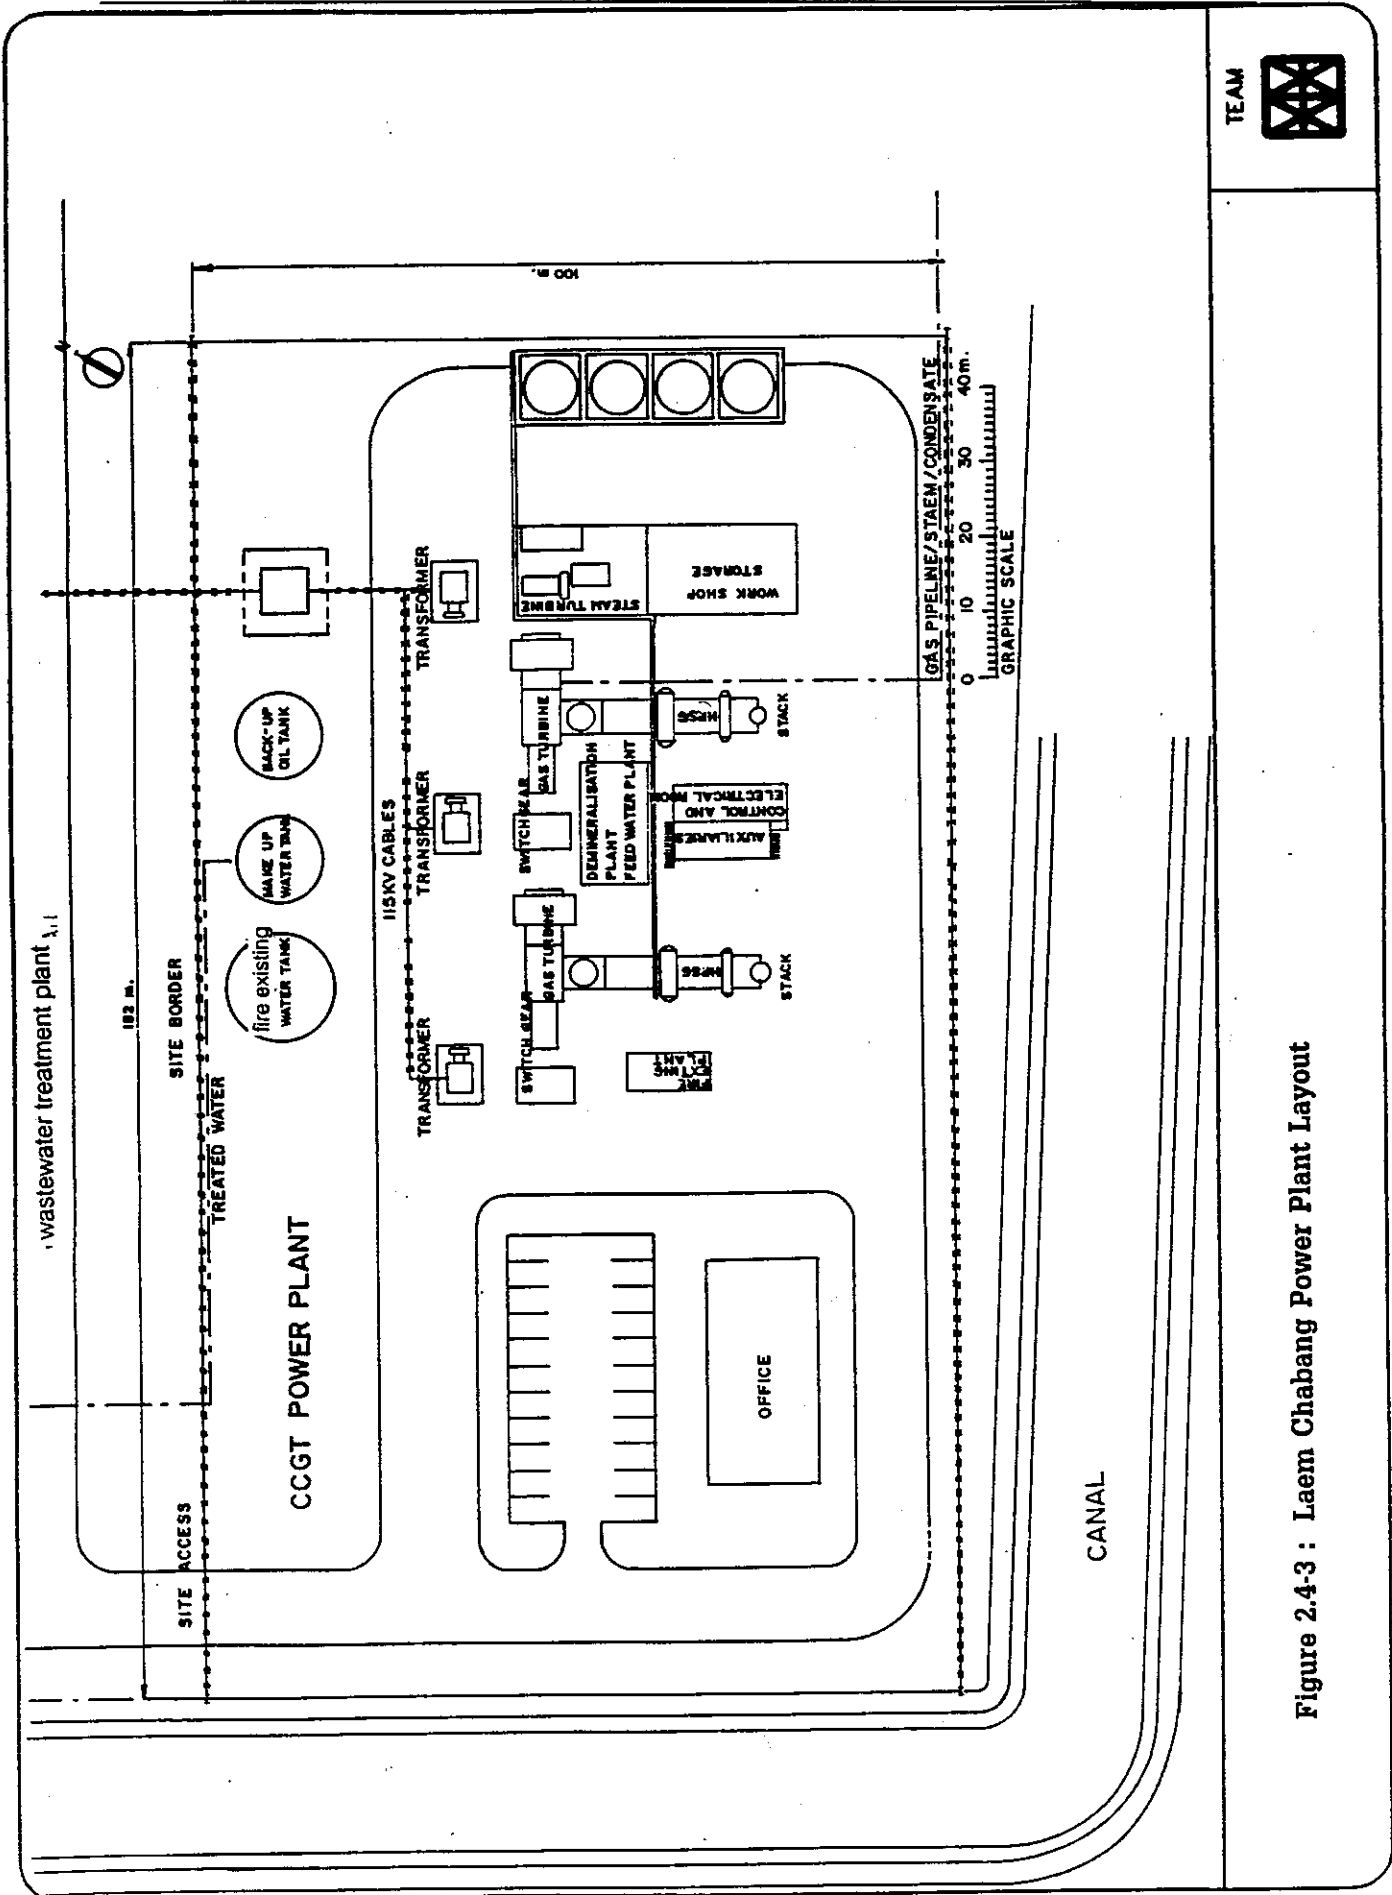 wastewater treatment plant
182 m.
SITE BORDER
SITE ACCESS
TREATED WATER
100 m.
N
fire existing
WATER TANK
MAKE UP
WATER TANK
BACK-UP
OIL TANK
CCGT POWER PLANT
115KV CABLES
TRANSFORMER
TRANSFORMER
TRANSFORMER
SWITCH GEAR
GAS TURBINE
SWITCHGEAR
GAS TURBINE
STEAM TURBINE
WORK SHOP
STORAGE
DEMINERALISATION
PLANT
FEED WATER PLANT
FIRE
EXTING
PLANT
HRSG
STACK
AUXILIARIES
CONTROL AND
ELECTRICAL ROOM
HRSG
STACK
OFFICE
GAS PIPELINE/STAEM/CONDENSATE
0 10 20 30 40m.
GRAPHIC SCALE
CANAL
TEAM
Figure 2.4-3 : Laem Chabang Power Plant Layout